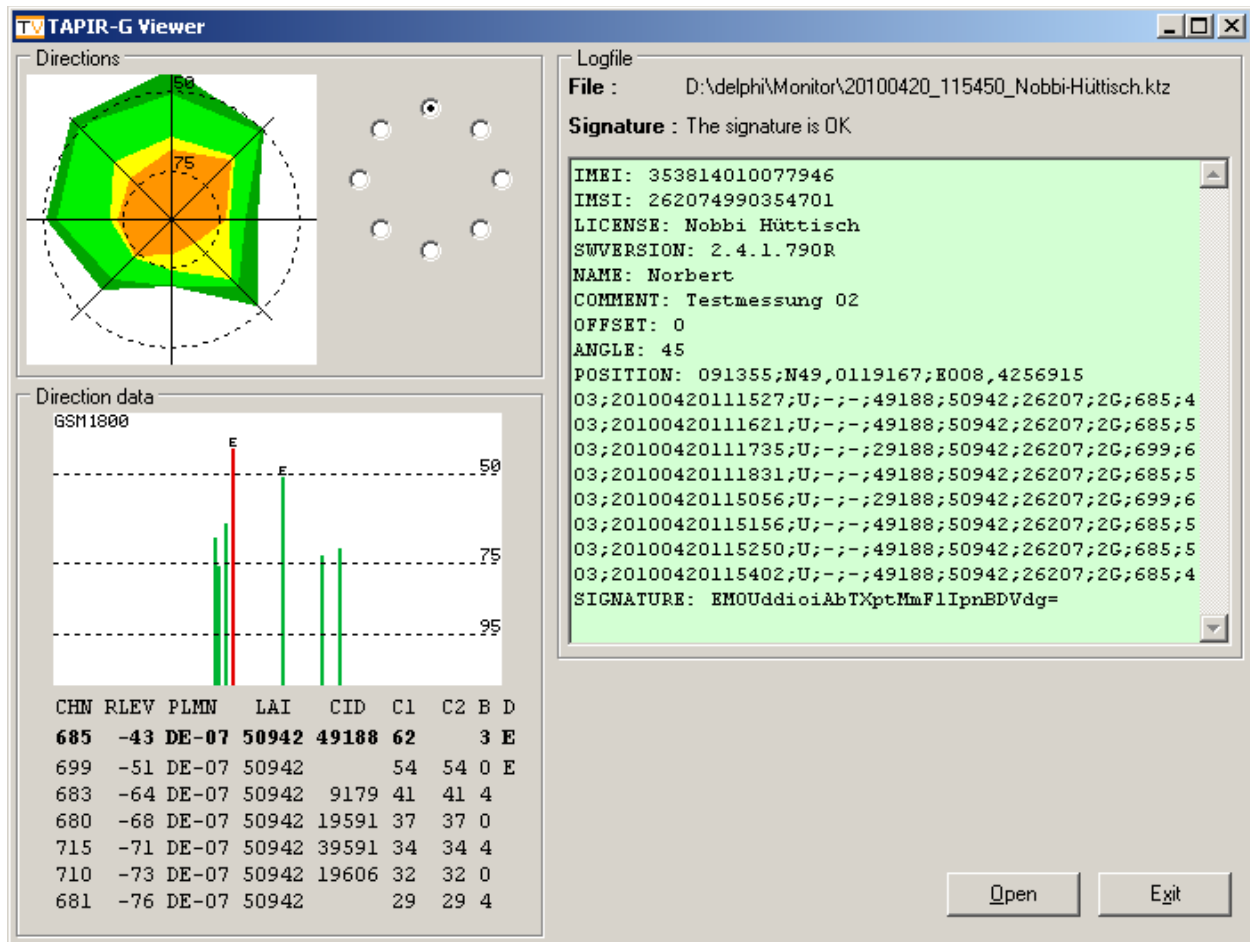 TV TAPIR-G Viewer
Directions
50
75
Direction data
GSM1800
E
E
50
75
95
CHN RLEV PLMN LAI CID C1 C2 B D
685 -43 DE-07 50942 49188 62 3 E
699 -51 DE-07 50942 54 54 0 E
683 -64 DE-07 50942 9179 41 41 4
680 -68 DE-07 50942 19591 37 37 0
715 -71 DE-07 50942 39591 34 34 4
710 -73 DE-07 50942 19606 32 32 0
681 -76 DE-07 50942 29 29 4
Logfile
File : D:\delphi\Monitor\20100420_115450_Nobbi-Hüttisch.ktz
Signature : The signature is OK
IMEI: 353814010077946
IMSI: 262074990354701
LICENSE: Nobbi Hüttisch
SWVERSION: 2.4.1.790R
NAME: Norbert
COMMENT: Testmessung 02
OFFSET: 0
ANGLE: 45
POSITION: 091355;N49,0119167;E008,4256915
03;20100420111527;U;-;-;49188;50942;26207;2G;685;4
03;20100420111621;U;-;-;49188;50942;26207;2G;685;5
03;20100420111735;U;-;-;29188;50942;26207;2G;699;6
03;20100420111831;U;-;-;49188;50942;26207;2G;685;5
03;20100420115056;U;-;-;29188;50942;26207;2G;699;6
03;20100420115156;U;-;-;49188;50942;26207;2G;685;5
03;20100420115250;U;-;-;49188;50942;26207;2G;685;5
03;20100420115402;U;-;-;49188;50942;26207;2G;685;4
SIGNATURE: EMOUddioiAbTXptMmFlIpnBDVdg=
Open
Exit